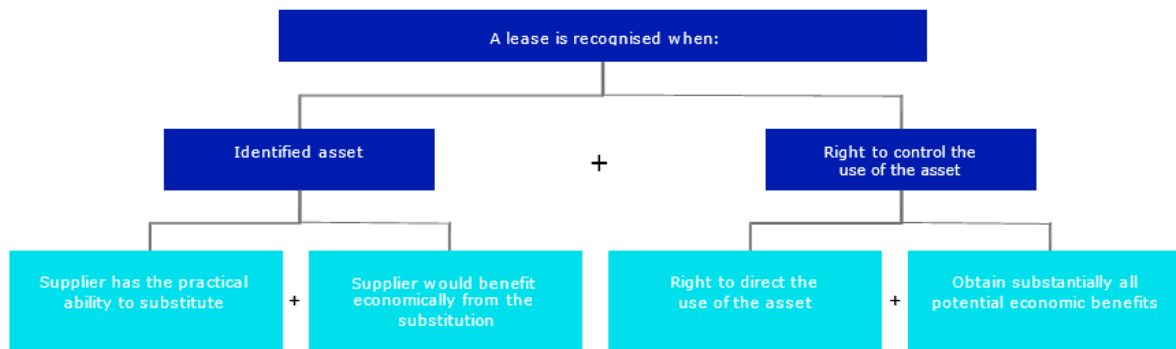 A lease is recognised when:
Identified asset
+
Right to control the
use of the asset
Supplier has the practical
ability to substitute
+
Supplier would benefit
economically from the
substitution
Right to direct the
use of the asset
+
Obtain substantially all
potential economic benefits